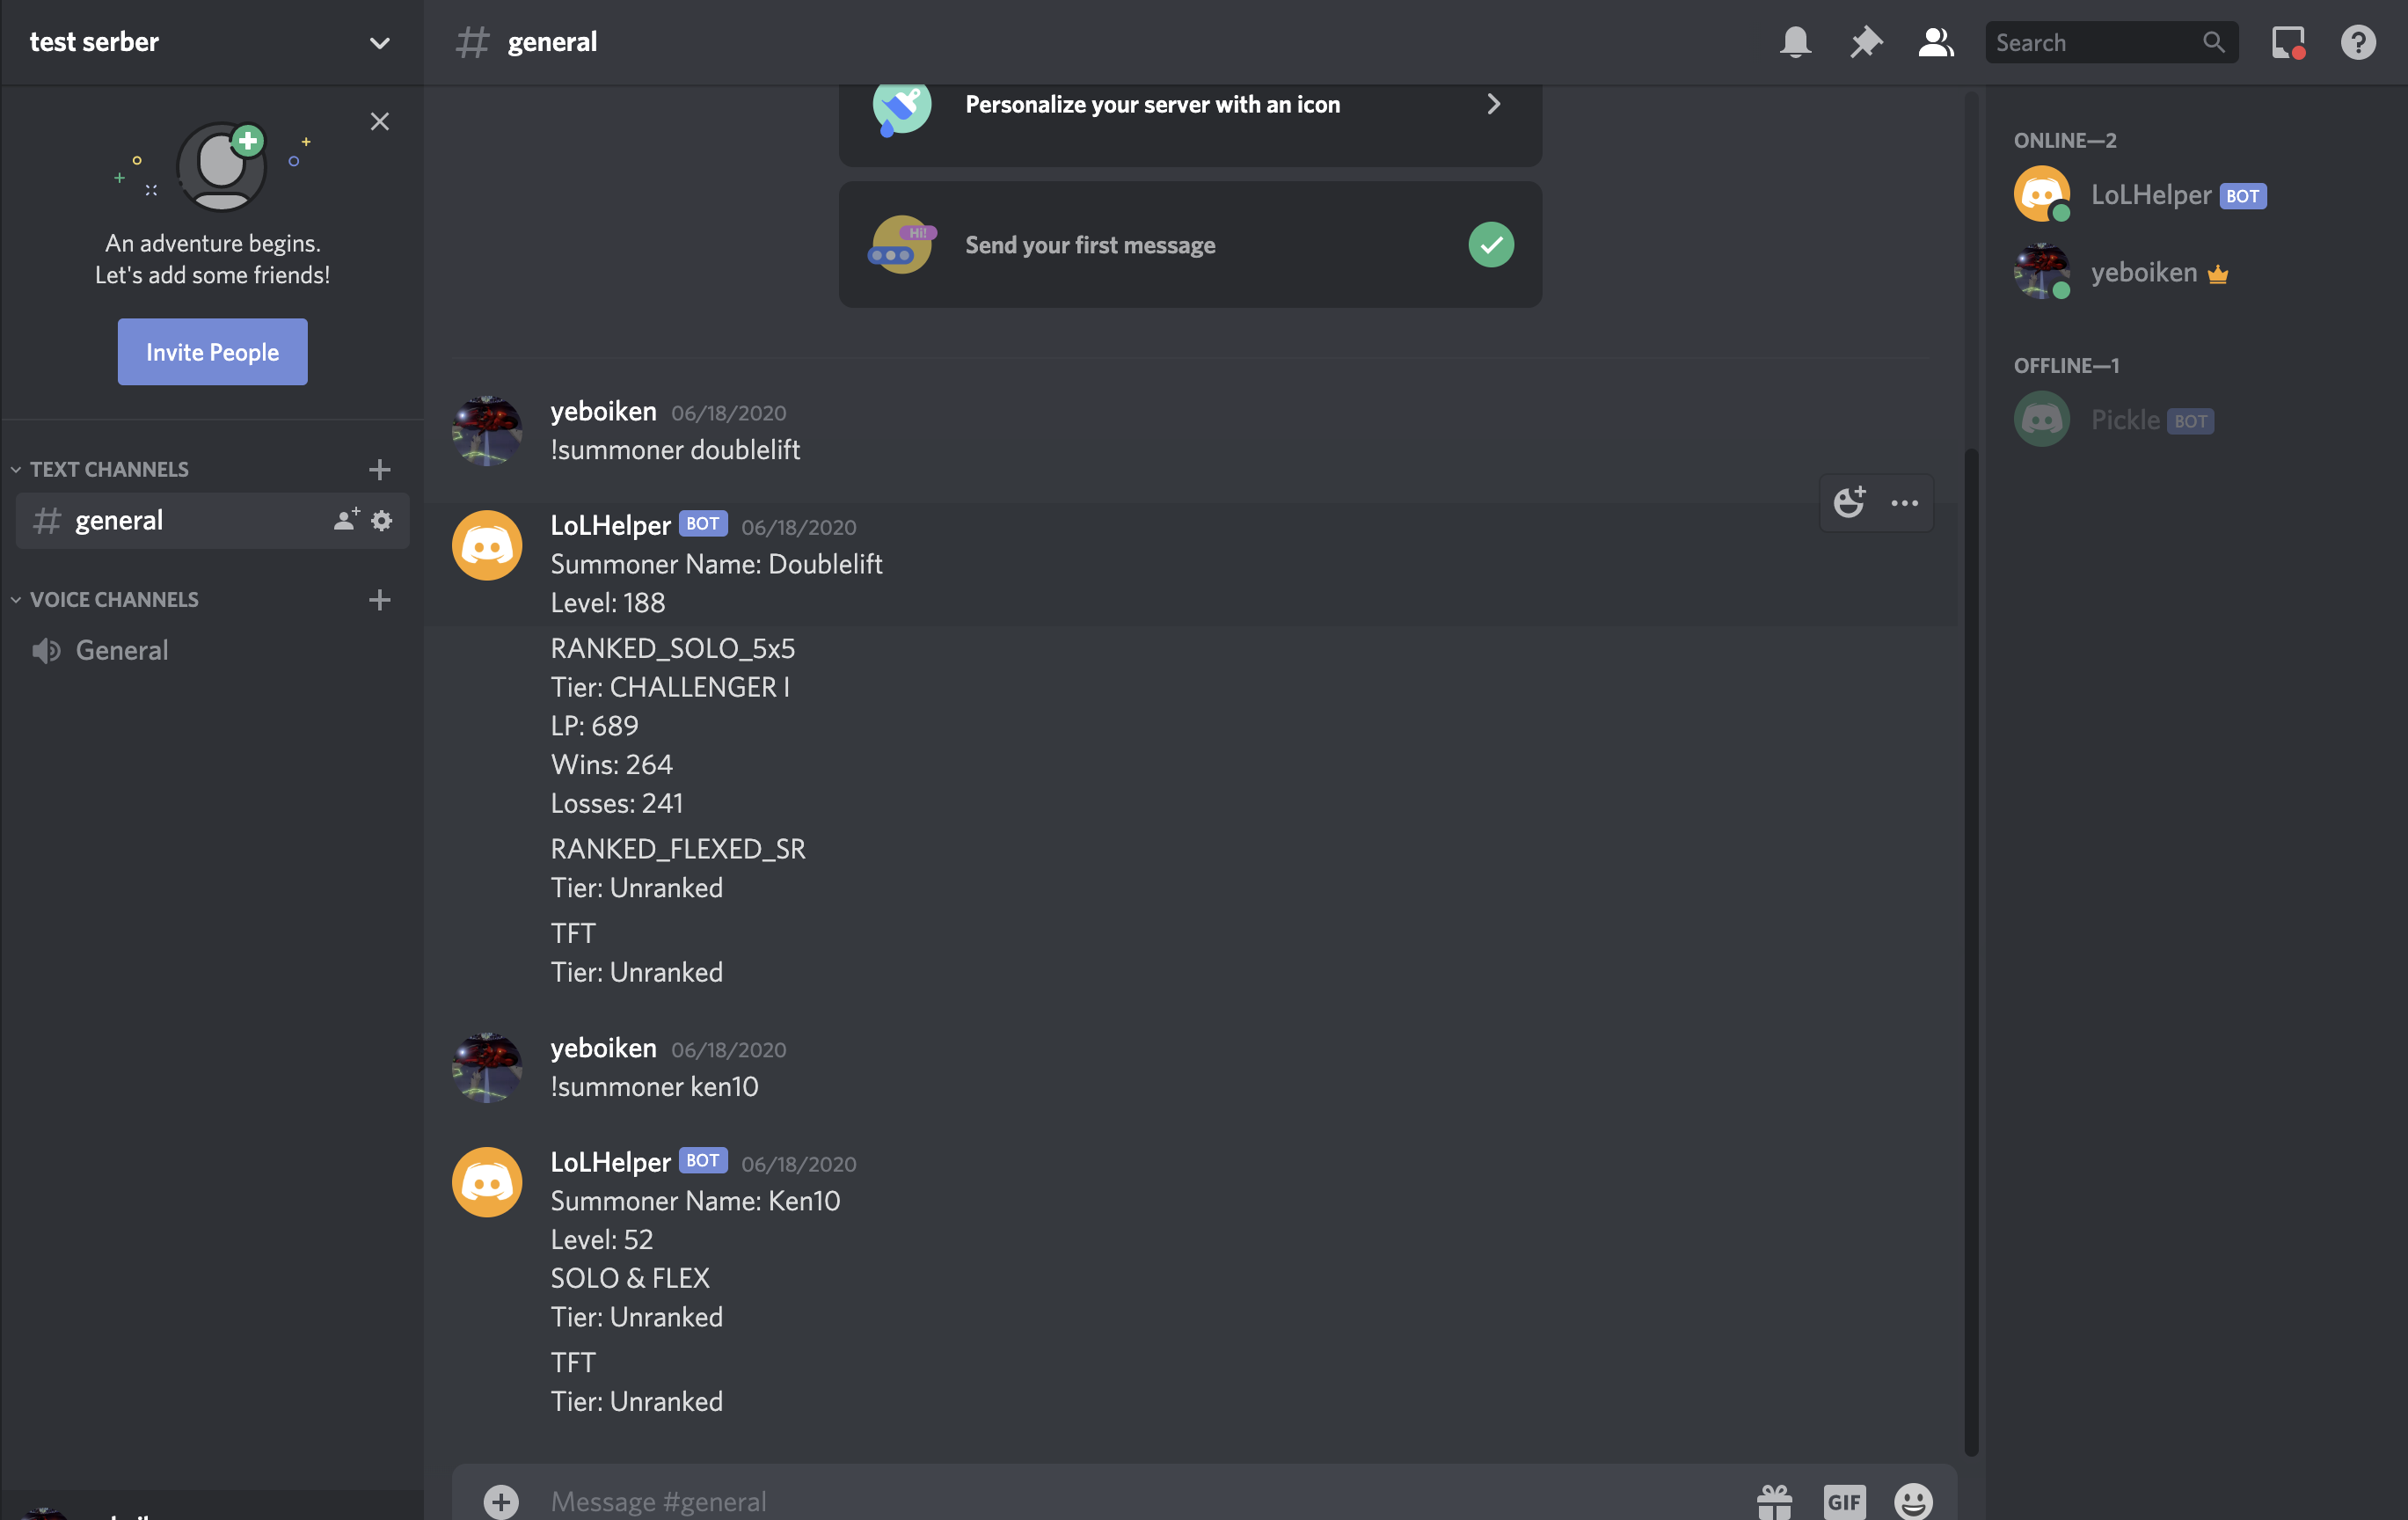 test serber
An adventure begins.
Let's add some friends!
Invite People
TEXT CHANNELS
general
VOICE CHANNELS
General
general
Search
Personalize your server with an icon
Hi!
Send your first message
yeboiken 06/18/2020
!summoner doublelift
LoLHelper BOT 06/18/2020
Summoner Name: Doublelift
Level: 188
RANKED_SOLO_5x5
Tier: CHALLENGER I
LP: 689
Wins: 264
Losses: 241
RANKED_FLEXED_SR
Tier: Unranked
TFT
Tier: Unranked
yeboiken 06/18/2020
!summoner ken10
LoLHelper BOT 06/18/2020
Summoner Name: Ken10
Level: 52
SOLO & FLEX
Tier: Unranked
TFT
Tier: Unranked
Message #general
GIF
ONLINE—2
LoLHelper BOT
yeboiken
OFFLINE—1
Pickle BOT